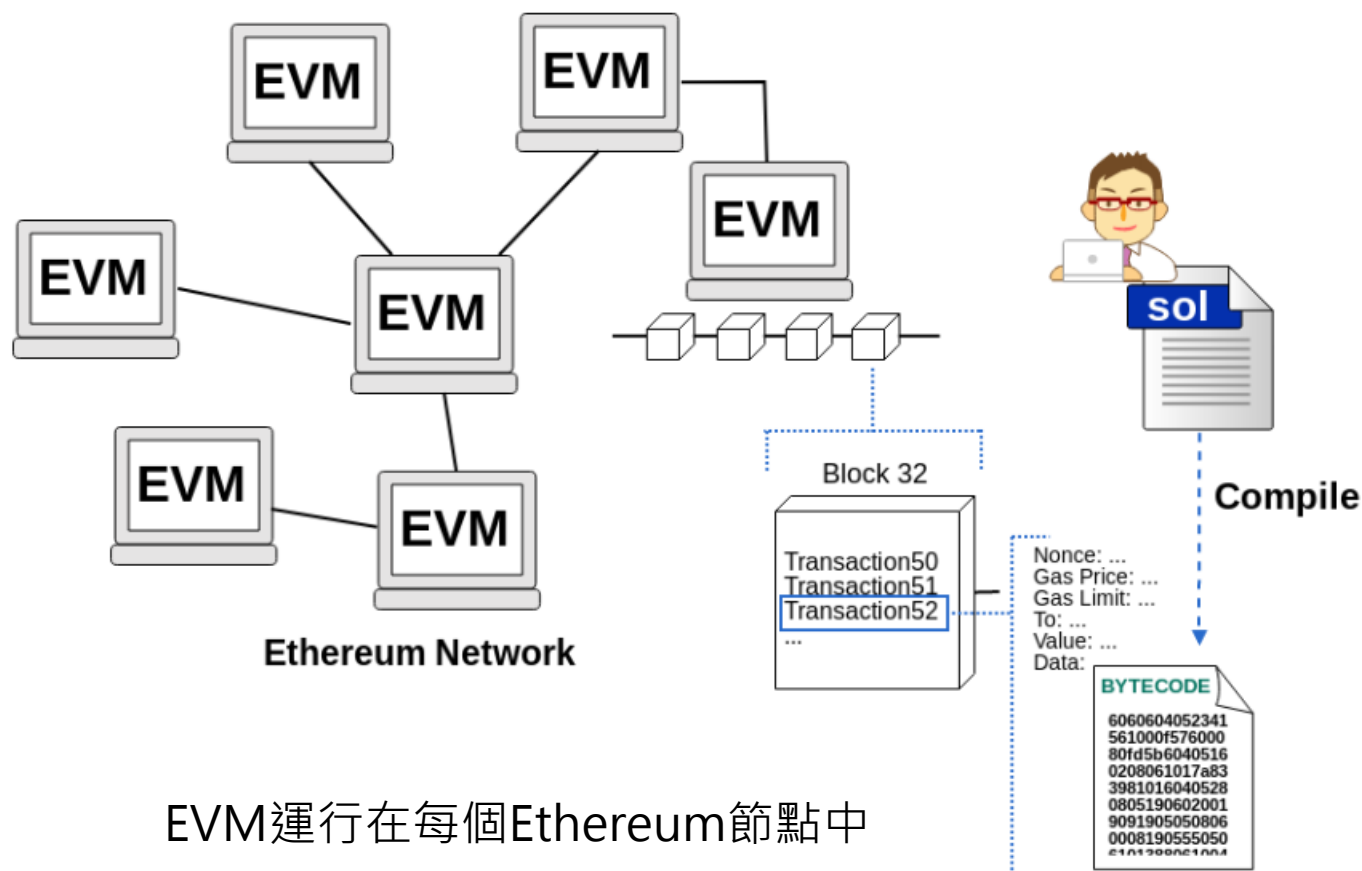 EVM
EVM
EVM
EVM
EVM
EVM
EVM
Ethereum Network
sol
Compile
Block 32
Transaction50
Transaction51
Transaction52
...
Nonce: ...
Gas Price: ...
Gas Limit: ...
To: ...
Value: ...
Data:
BYTECODE
6060604052341
561000f576000
80fd5b6040516
0208061017a83
3981016040528
0805190602001
9091905050806
0008190555050
6101388061004
EVM運行在每個Ethereum節點中